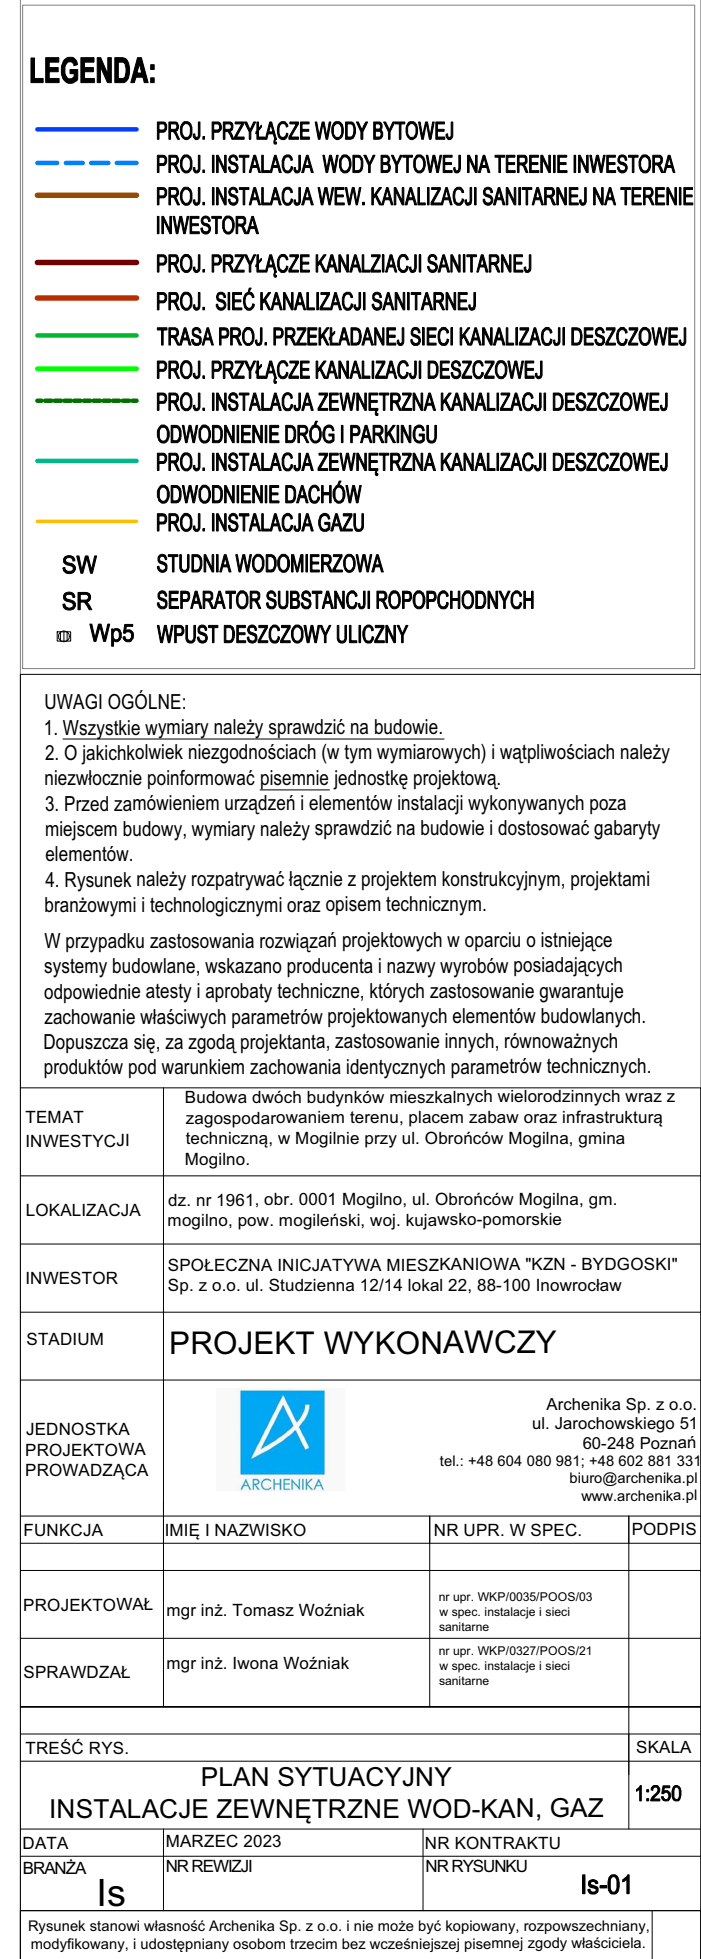 LEGENDA:
PROJ. PRZYŁĄCZE WODY BYTOWEJ
PROJ. INSTALACJA WODY BYTOWEJ NA TERENIE INWESTORA
PROJ. INSTALACJA WEW. KANALIZACJI SANITARNEJ NA TERENIE
INWESTORA
PROJ. PRZYŁĄCZE KANALZIACJI SANITARNEJ
PROJ. SIEĆ KANALIZACJI SANITARNEJ
TRASA PROJ. PRZEKŁADANEJ SIECI KANALIZACJI DESZCZOWEJ
PROJ. PRZYŁĄCZE KANALIZACJI DESZCZOWEJ
PROJ. INSTALACJA ZEWNĘTRZNA KANALIZACJI DESZCZOWEJ
ODWODNIENIE DRÓG I PARKINGU
PROJ. INSTALACJA ZEWNĘTRZNA KANALIZACJI DESZCZOWEJ
ODWODNIENIE DACHÓW
PROJ. INSTALACJA GAZU
SW STUDNIA WODOMIERZOWA
SR SEPARATOR SUBSTANCJI ROPOPCHODNYCH
Wp5 WPUST DESZCZOWY ULICZNY
UWAGI OGÓLNE:
1. Wszystkie wymiary należy sprawdzić na budowie.
2. O jakichkolwiek niezgodnościach (w tym wymiarowych) i wątpliwościach należy
niezwłocznie poinformować pisemnie jednostkę projektową.
3. Przed zamówieniem urządzeń i elementów instalacji wykonywanych poza
miejscem budowy, wymiary należy sprawdzić na budowie i dostosować gabaryty
elementów.
4. Rysunek należy rozpatrywać łącznie z projektem konstrukcyjnym, projektami
branżowymi i technologicznymi oraz opisem technicznym.
W przypadku zastosowania rozwiązań projektowych w oparciu o istniejące
systemy budowlane, wskazano producenta i nazwy wyrobów posiadających
odpowiednie atesty i aprobaty techniczne, których zastosowanie gwarantuje
zachowanie właściwych parametrów projektowanych elementów budowlanych.
Dopuszcza się, za zgodą projektanta, zastosowanie innych, równoważnych
produktów pod warunkiem zachowania identycznych parametrów technicznych.
TEMAT
INWESTYCJI
Budowa dwóch budynków mieszkalnych wielorodzinnych wraz z
zagospodarowaniem terenu, placem zabaw oraz infrastrukturą
techniczną, w Mogilnie przy ul. Obrońców Mogilna, gmina
Mogilno.
LOKALIZACJA
dz. nr 1961, obr. 0001 Mogilno, ul. Obrońców Mogilna, gm.
mogilno, pow. mogileński, woj. kujawsko-pomorskie
INWESTOR
SPOŁECZNA INICJATYWA MIESZKANIOWA "KZN - BYDGOSKI"
Sp. z o.o. ul. Studzienna 12/14 lokal 22, 88-100 Inowrocław
STADIUM
PROJEKT WYKONAWCZY
JEDNOSTKA
PROJEKTOWA
PROWADZĄCA
ARCHENIKA
Archenika Sp. z o.o.
ul. Jarochowskiego 51
60-248 Poznań
tel.: +48 604 080 981; +48 602 881 331
biuro@archenika.pl
www.archenika.pl
FUNKCJA IMIĘ I NAZWISKO NR UPR. W SPEC. PODPIS
PROJEKTOWAŁ mgr inż. Tomasz Woźniak
nr upr. WKP/0035/POOS/03
w spec. instalacje i sieci
sanitarne
SPRAWDZAŁ mgr inż. Iwona Woźniak
nr upr. WKP/0327/POOS/21
w spec. instalacje i sieci
sanitarne
TREŚĆ RYS. SKALA
PLAN SYTUACYJNY
INSTALACJE ZEWNĘTRZNE WOD-KAN, GAZ
1:250
DATA MARZEC 2023 NR KONTRAKTU
BRANŻA NR REWIZJI NR RYSUNKU
Is Is-01
Rysunek stanowi własność Archenika Sp. z o.o. i nie może być kopiowany, rozpowszechniany,
modyfikowany, i udostępniany osobom trzecim bez wcześniejszej pisemnej zgody właściciela.